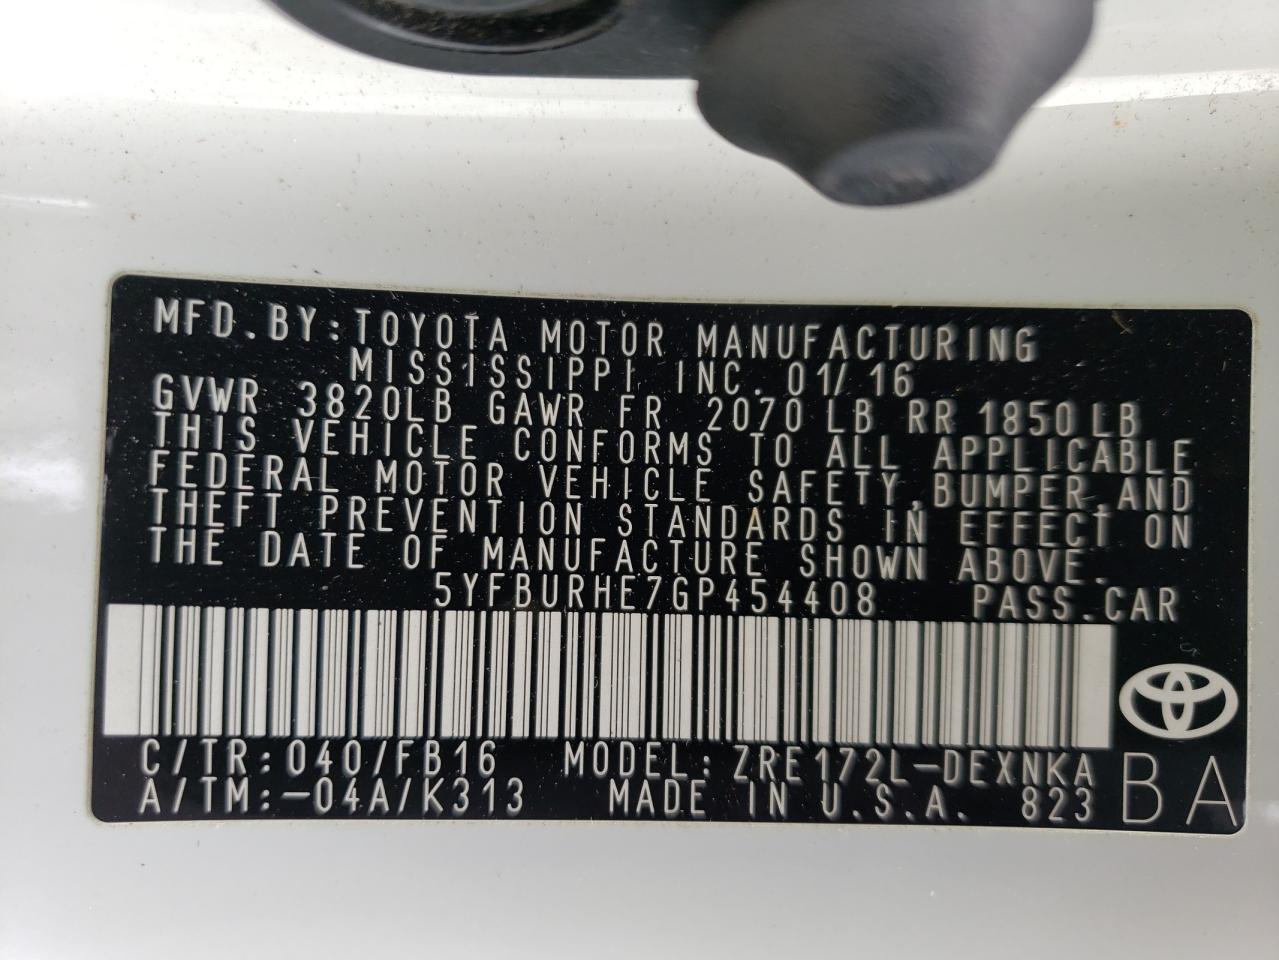 MFD.BY:TOYOTA MOTOR MANUFACTURING
MISSISSIPPI INC. 01/16
GVWR 3820LB GAWR FR 2070 LB RR 1850LB
THIS VEHICLE CONFORMS TO ALL APPLICABLE
FEDERAL MOTOR VEHICLE SAFETY,BUMPER,AND
THEFT PREVENTION STANDARDS IN EFFECT ON
THE DATE OF MANUFACTURE SHOWN ABOVE.
5YFBURHE7GP454408 PASS.CAR
C/TR:040/FB16 MODEL:ZRE172L-DEXNKA
A/TM:-04A/K313 MADE IN U.S.A. 823
BA